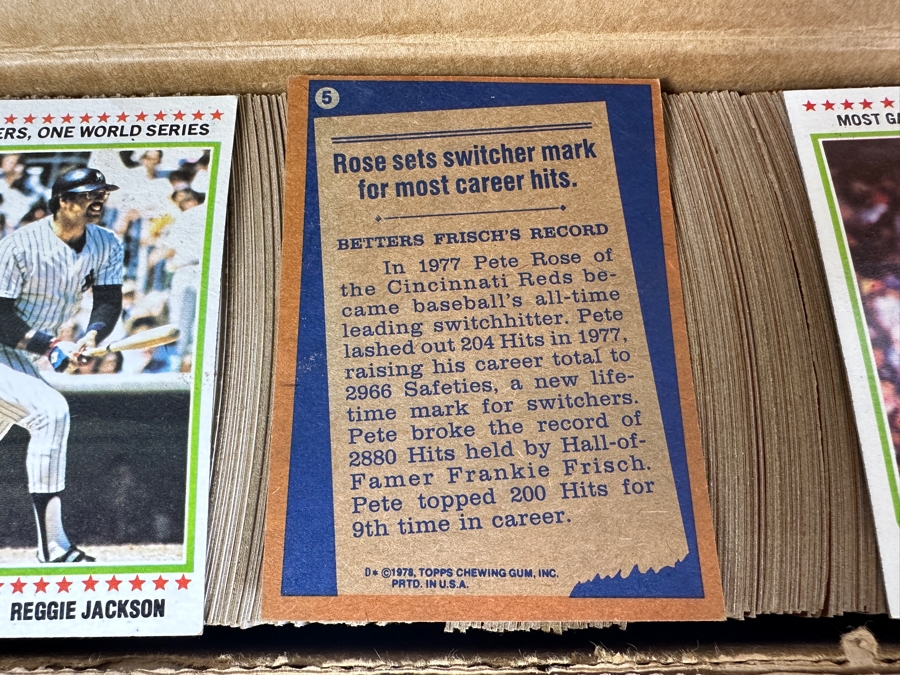 ERS, ONE WORLD SERIES
REGGIE JACKSON
5
Rose sets switcher mark
for most career hits.
BETTERS FRISCH'S RECORD
In 1977 Pete Rose of
the Cincinnati Reds be-
came baseball's all-time
leading switchhitter. Pete
lashed out 204 Hits in 1977,
raising his career total to
2966 Safeties, a new life-
time mark for switchers.
Pete broke the record of
2880 Hits held by Hall-of-
Famer Frankie Frisch.
Pete topped 200 Hits for
9th time in career.
D* ©1978, TOPPS CHEWING GUM, INC.
PRTD. IN U.S.A.
MOST GA